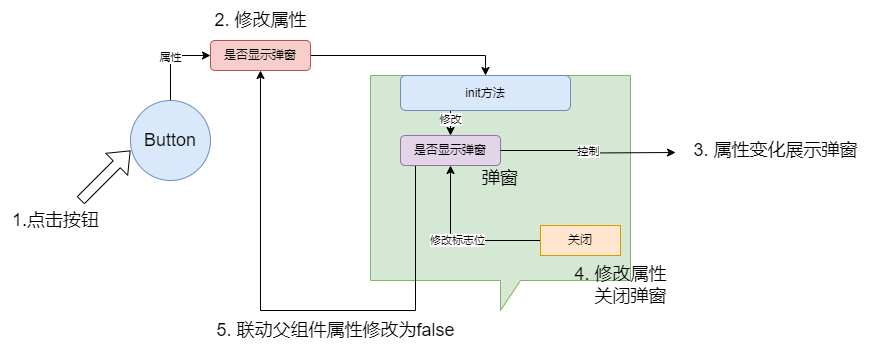 2. 修改属性
属性
是否显示弹窗
init方法
修改
Button
是否显示弹窗
控制
3. 属性变化展示弹窗
弹窗
1.点击按钮
修改标志位
关闭
4. 修改属性
关闭弹窗
5. 联动父组件属性修改为false